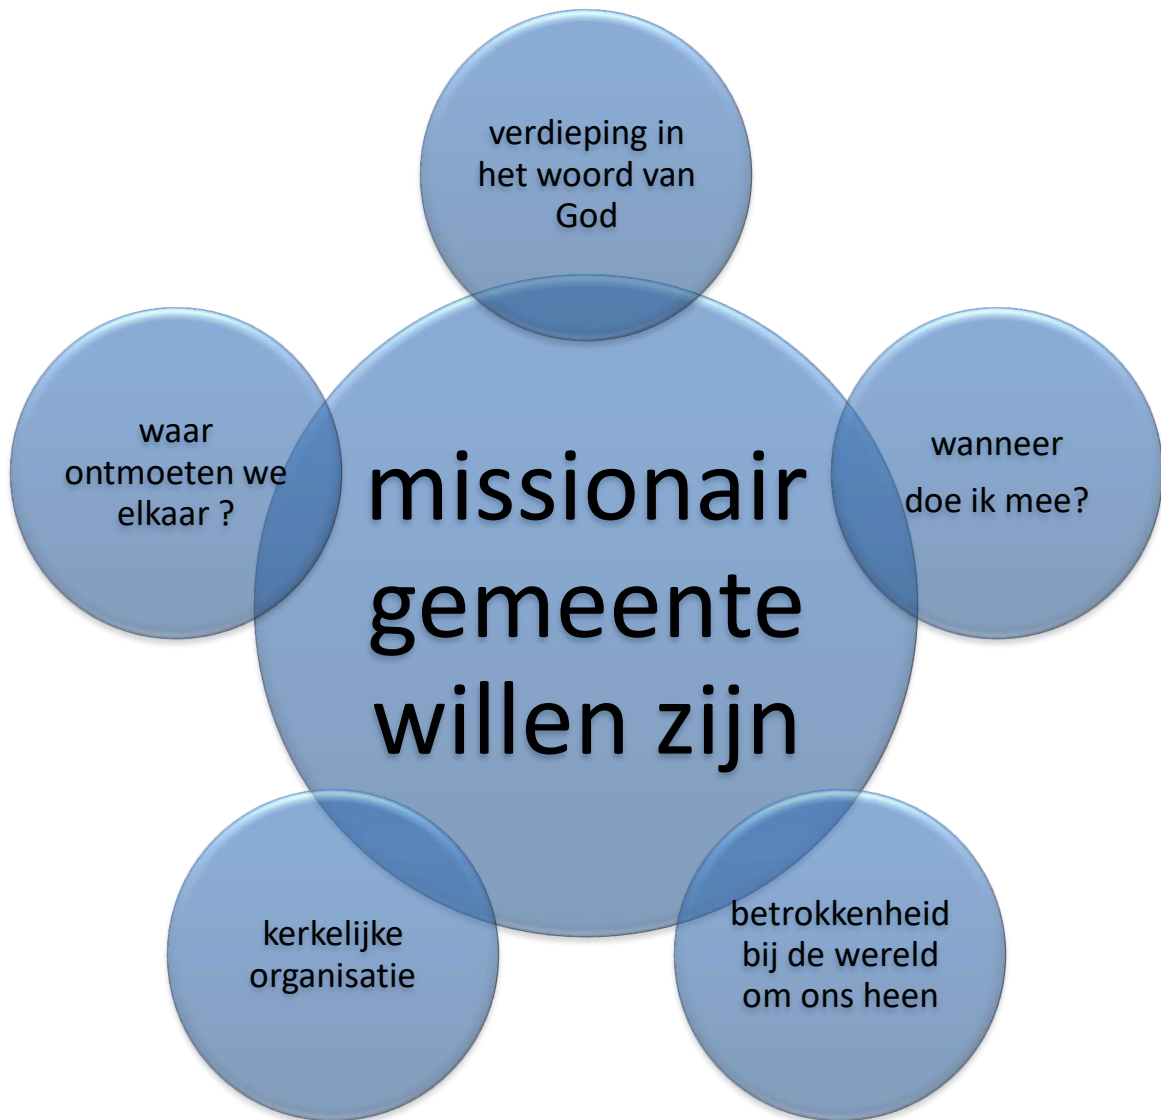 verdieping in
het woord van
God
waar
ontmoeten we
elkaar ?
missionair
gemeente
willen zijn
wanneer
doe ik mee?
kerkelijke
organisatie
betrokkenheid
bij de wereld
om ons heen